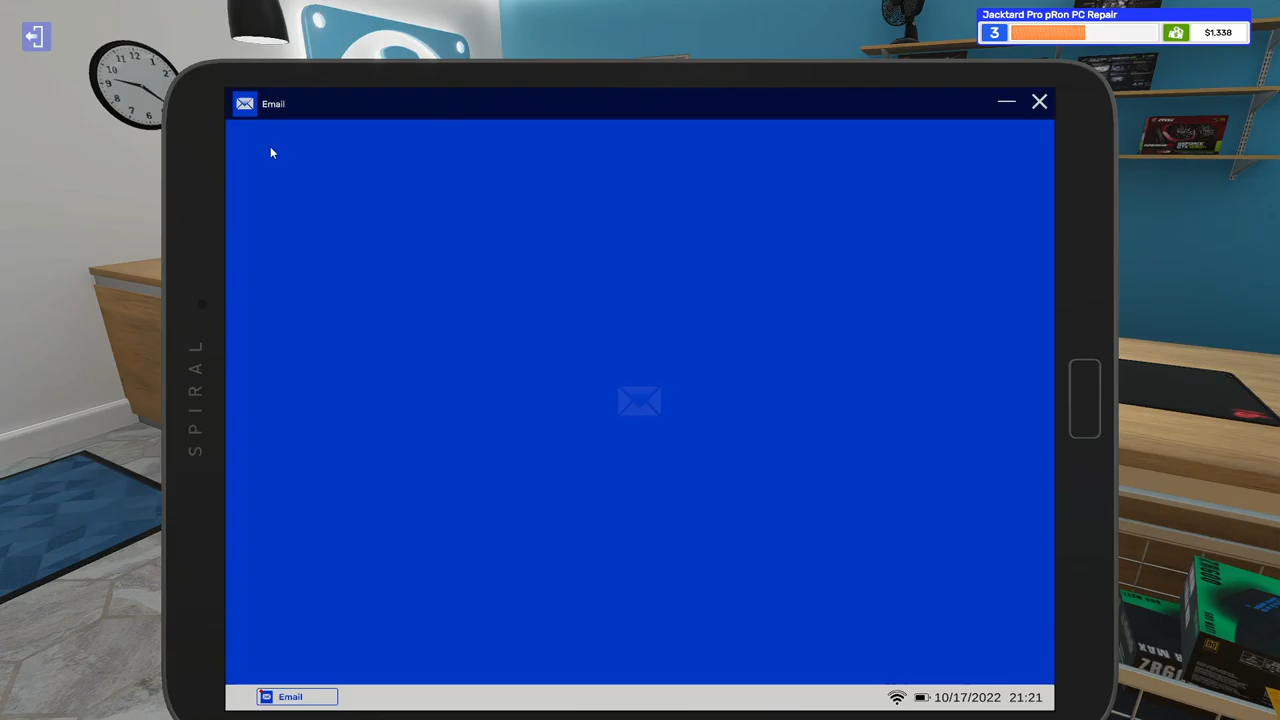 Jacktard Pro pRon PC Repair
3
$1,338
Email
SPIRAL
Email
10/17/2022 21:21